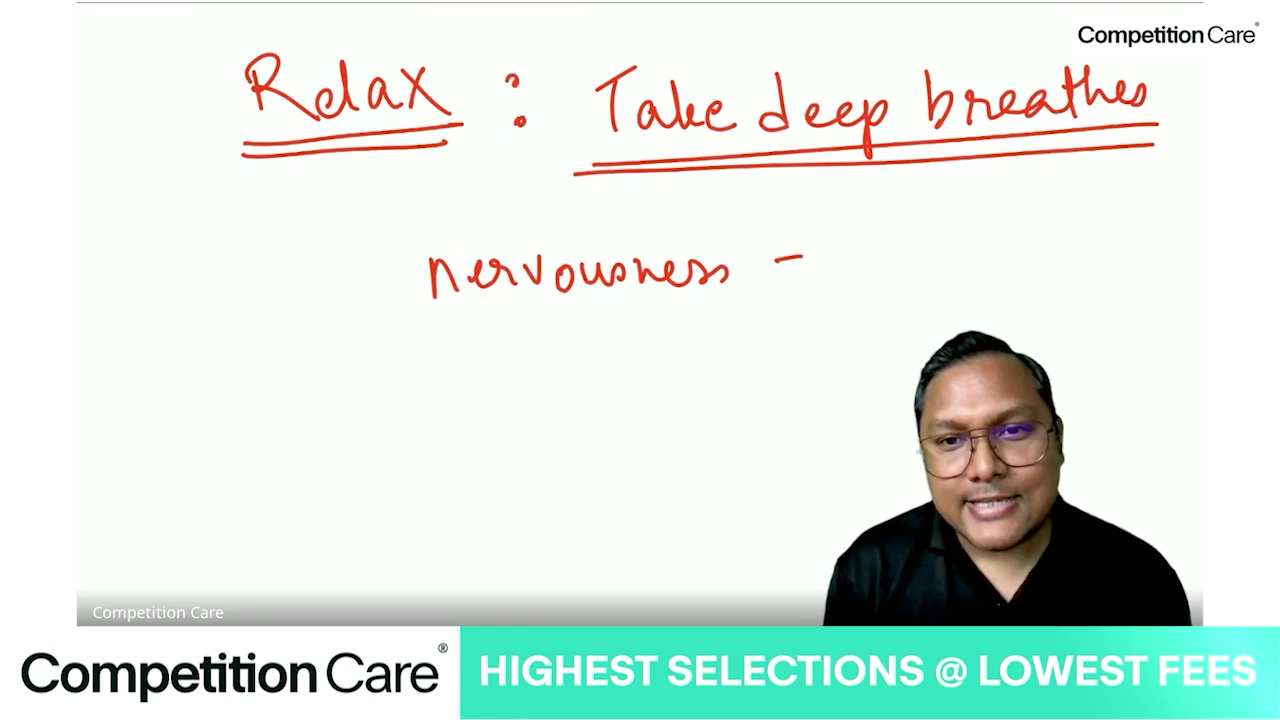 Competition Care®
Relax : Take deep breathes
nervousness -
Competition Care
Competition Care® HIGHEST SELECTIONS @ LOWEST FEES